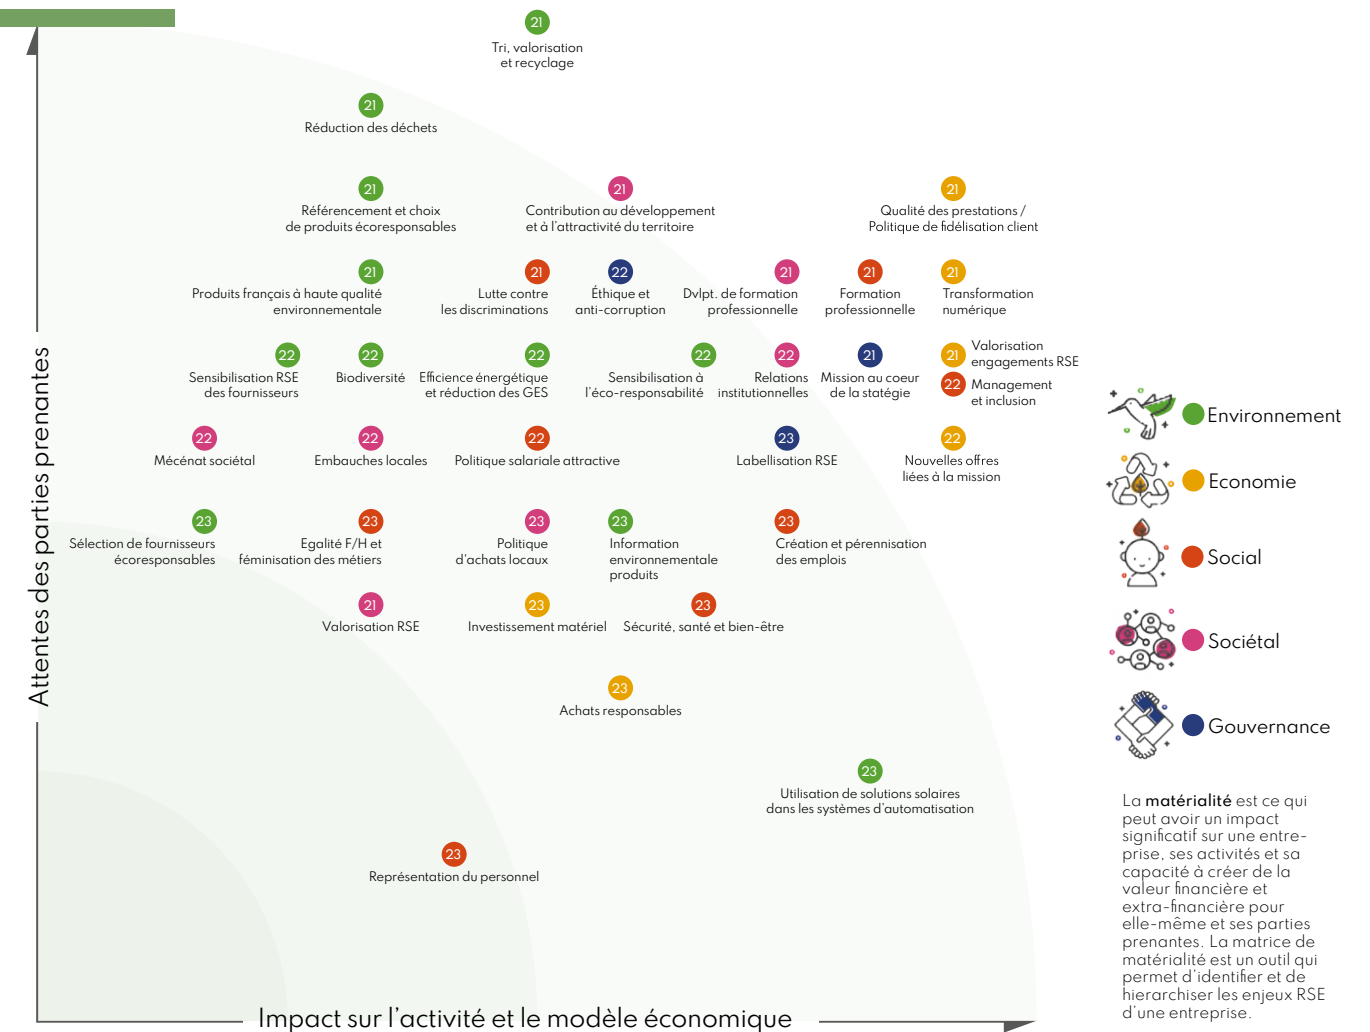 21
Tri, valorisation
et recyclage
21
Réduction des déchets
21
Référencement et choix
de produits écoresponsables
21
Contribution au développement
et à l'attractivité du territoire
21
Qualité des prestations /
Politique de fidélisation client
21
Produits français à haute qualité
environnementale
21
Lutte contre
les discriminations
22
Éthique et
anti-corruption
21
Dvlpt. de formation
professionnelle
21
Formation
professionnelle
21
Transformation
numérique
22
Sensibilisation RSE
des fournisseurs
22
Biodiversité
22
Efficience énergétique
et réduction des GES
22
Sensibilisation à
l'éco-responsabilité
22
Relations
institutionnelles
21
Mission au coeur
de la statégie
21
Valorisation
engagements RSE
22
Management
et inclusion
22
Mécénat sociétal
22
Embauches locales
22
Politique salariale attractive
23
Labellisation RSE
22
Nouvelles offres
liées à la mission
23
Sélection de fournisseurs
écoresponsables
23
Egalité F/H et
féminisation des métiers
23
Politique
d'achats locaux
23
Information
environnementale
produits
23
Création et pérennisation
des emplois
21
Valorisation RSE
23
Investissement matériel
23
Sécurité, santé et bien-être
23
Achats responsables
23
Utilisation de solutions solaires
dans les systèmes d'automatisation
23
Représentation du personnel
Attentes des parties prenantes
Impact sur l'activité et le modèle économique
Environnement
Economie
Social
Sociétal
Gouvernance
La matérialité est ce qui
peut avoir un impact
significatif sur une entre-
prise, ses activités et sa
capacité à créer de la
valeur financière et
extra-financière pour
elle-même et ses parties
prenantes. La matrice de
matérialité est un outil qui
permet d'identifier et de
hierarchiser les enjeux RSE
d'une entreprise.